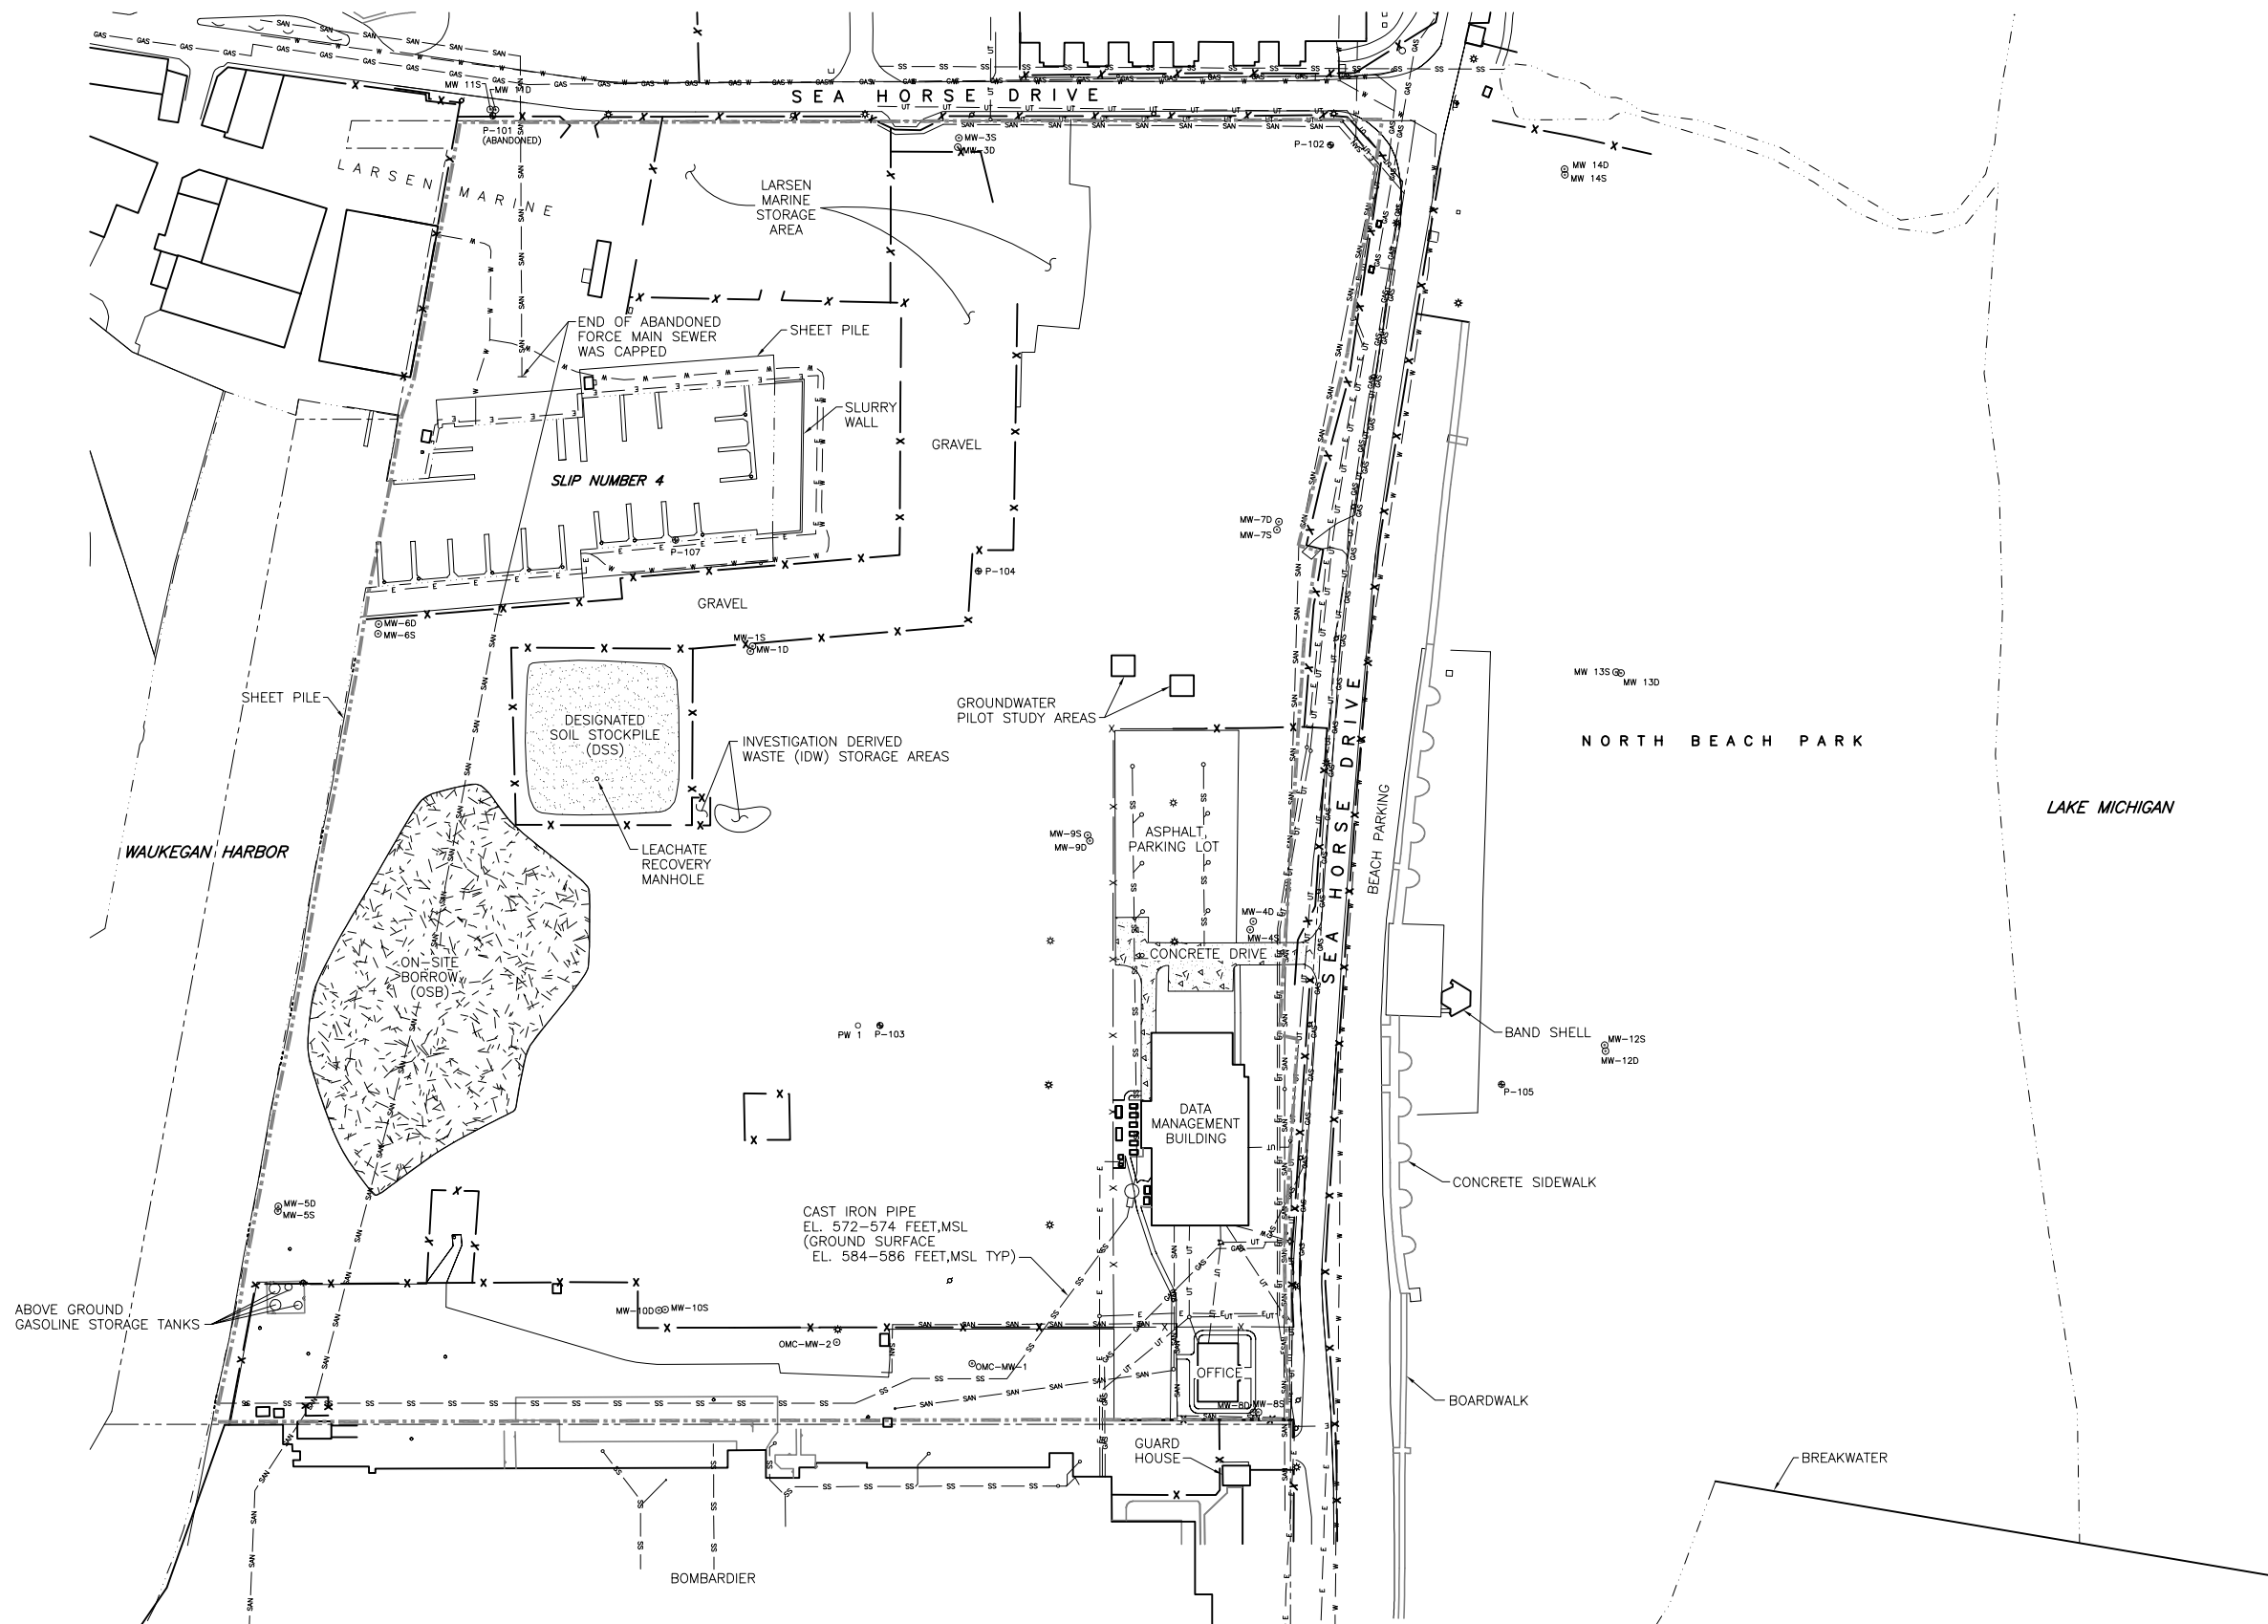 SEA HORSE DRIVE
MW 11S
MW 11D
P-101
(ABANDONED)
MW-3S
MW-3D
P-102
MW 14D
MW 14S
LARSEN MARINE
LARSEN
MARINE
STORAGE
AREA
END OF ABANDONED
FORCE MAIN SEWER
WAS CAPPED
SHEET PILE
SLURRY
WALL
GRAVEL
SLIP NUMBER 4
P-107
MW-7D
MW-7S
P-104
GRAVEL
MW-6D
MW-6S
MW-1S
MW-1D
SHEET PILE
DESIGNATED
SOIL STOCKPILE
(DSS)
INVESTIGATION DERIVED
WASTE (IDW) STORAGE AREAS
GROUNDWATER
PILOT STUDY AREAS
MW 13S
MW 13D
NORTH BEACH PARK
LAKE MICHIGAN
SEA HORSE DRIVE
BEACH PARKING
WAUKEGAN HARBOR
LEACHATE
RECOVERY
MANHOLE
MW-9S
MW-9D
ASPHALT
PARKING LOT
MW-4D
MW-4S
CONCRETE DRIVE
ON-SITE
BORROW
(OSB)
PW 1
P-103
BAND SHELL
MW-12S
MW-12D
P-105
DATA
MANAGEMENT
BUILDING
CONCRETE SIDEWALK
MW-5D
MW-5S
CAST IRON PIPE
EL. 572-574 FEET,MSL
(GROUND SURFACE
EL. 584-586 FEET,MSL TYP)
ABOVE GROUND
GASOLINE STORAGE TANKS
MW-10D
MW-10S
OMC-MW-2
OMC-MW-1
OFFICE
MW-8D
MW-8S
BOARDWALK
GUARD
HOUSE
BREAKWATER
BOMBARDIER